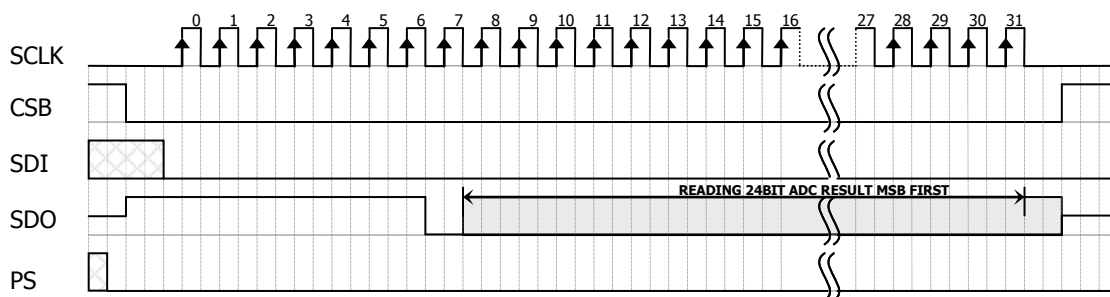 0 1 2 3 4 5 6 7 8 9 10 11 12 13 14 15 16 27 28 29 30 31
SCLK
CSB
SDI
READING 24BIT ADC RESULT MSB FIRST
SDO
PS